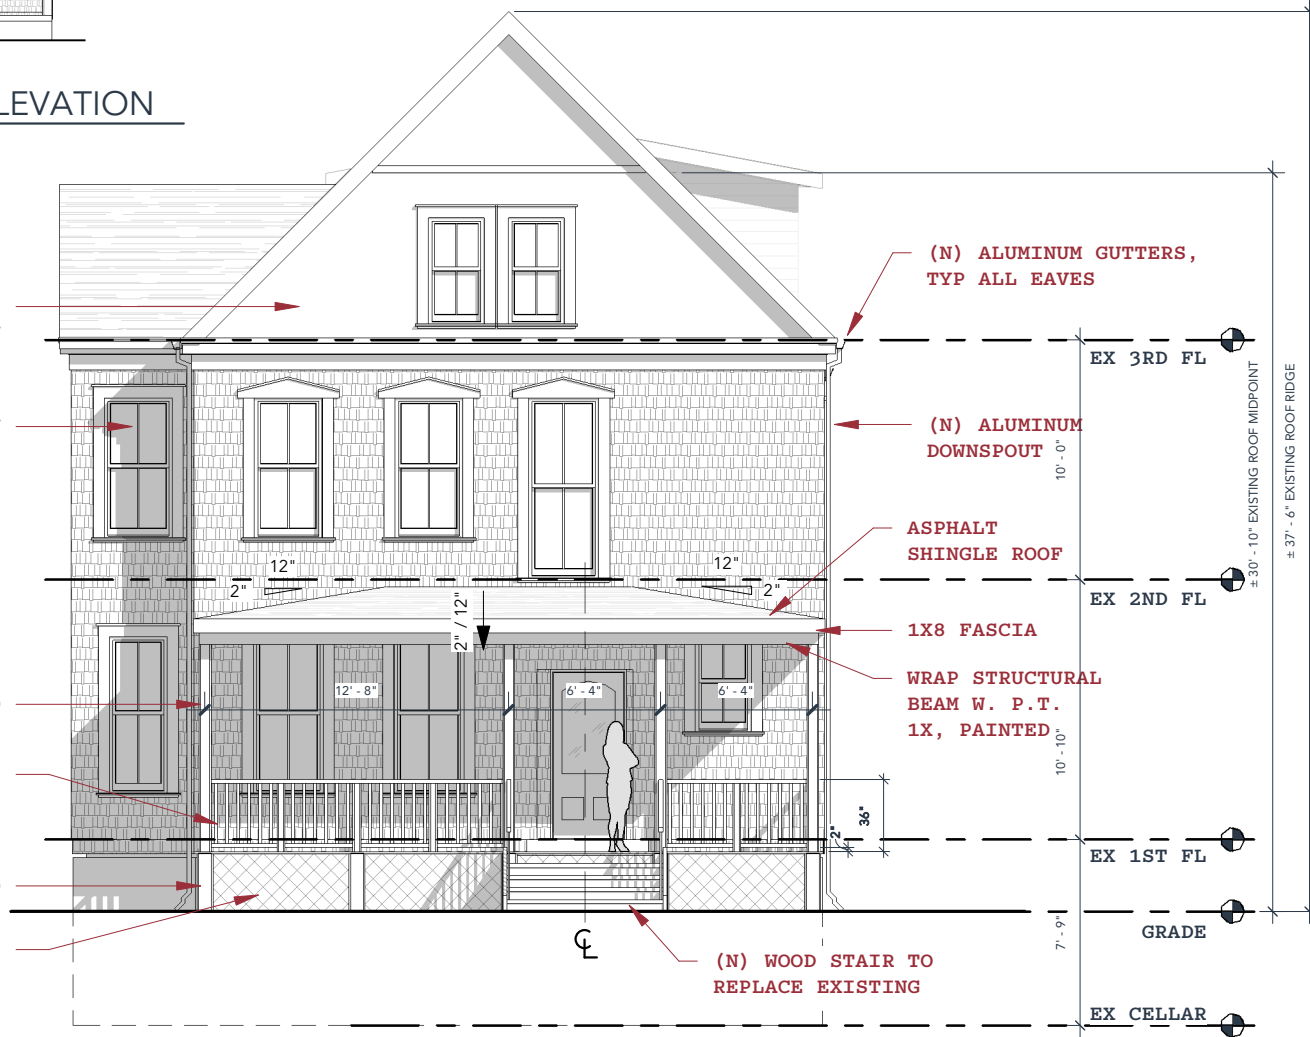 LEVATION
(N) ALUMINUM GUTTERS,
TYP ALL EAVES
EX 3RD FL
(N) ALUMINUM
DOWNSPOUT
10' - 0"
± 30' - 10" EXISTING ROOF MIDPOINT
± 37' - 6" EXISTING ROOF RIDGE
ASPHALT
SHINGLE ROOF
12"
2"
12"
2"
EX 2ND FL
2" / 12"
1X8 FASCIA
WRAP STRUCTURAL
BEAM W. P.T.
1X, PAINTED
12' - 8"
6' - 4"
6' - 4"
10' - 10"
36"
2"
EX 1ST FL
GRADE
7' - 9"
CL
(N) WOOD STAIR TO
REPLACE EXISTING
EX CELLAR